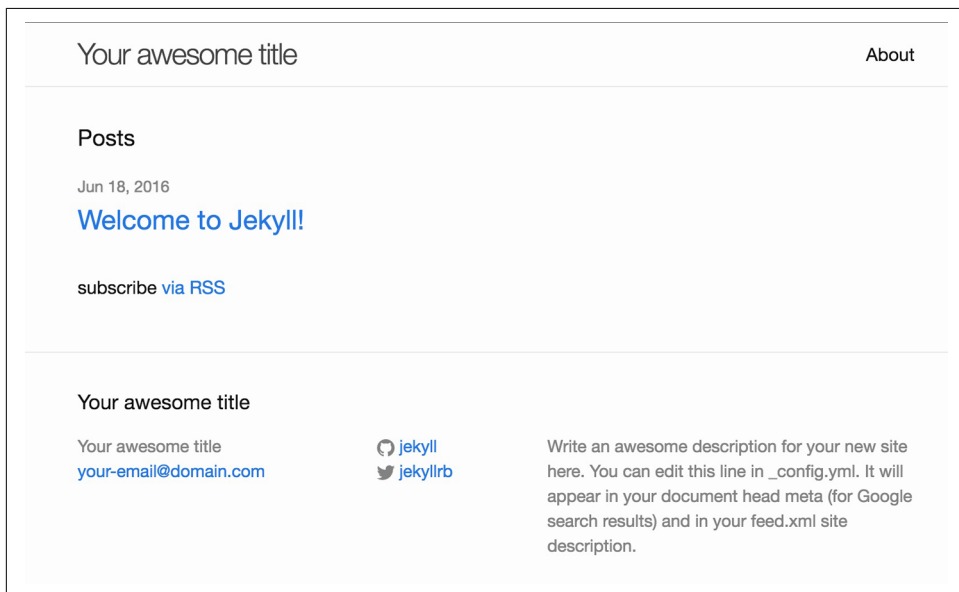 Your awesome title
About
Posts
Jun 18, 2016
Welcome to Jekyll!
subscribe via RSS
Your awesome title
Your awesome title
your-email@domain.com
jekyll
jekyllrb
Write an awesome description for your new site
here. You can edit this line in _config.yml. It will
appear in your document head meta (for Google
search results) and in your feed.xml site
description.